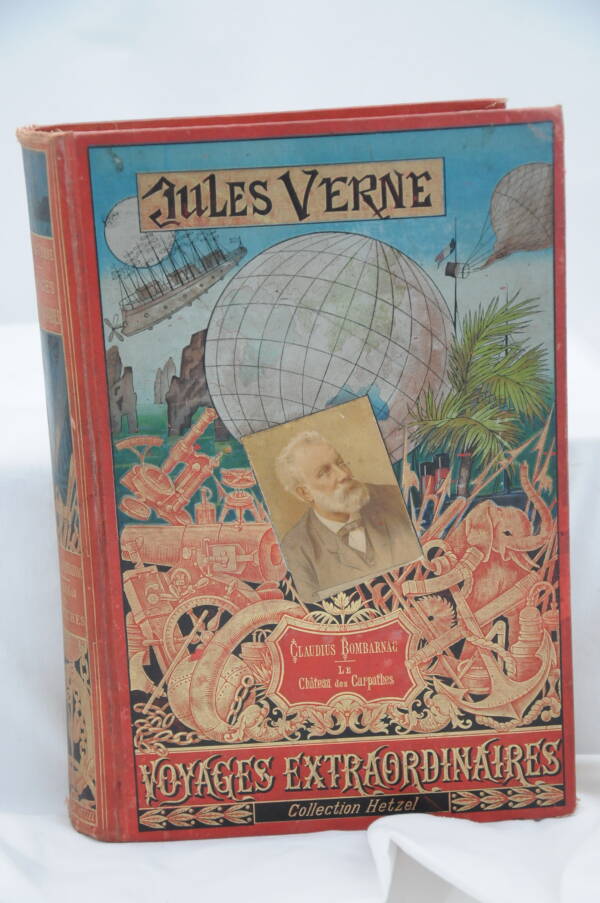 JULES VERNE
CLAUDIUS BOMBARNAC
LE
Château des Carpathes
VOYAGES EXTRAORDINAIRES
Collection Hetzel